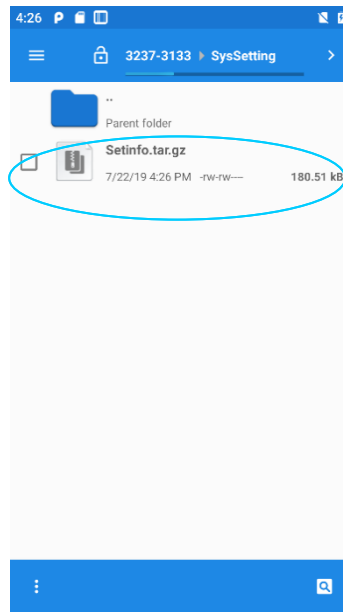 4:26
3237-3133 SysSetting
..
Parent folder
Setinfo.tar.gz
7/22/19 4:26 PM -rw-rw---- 180.51 kB